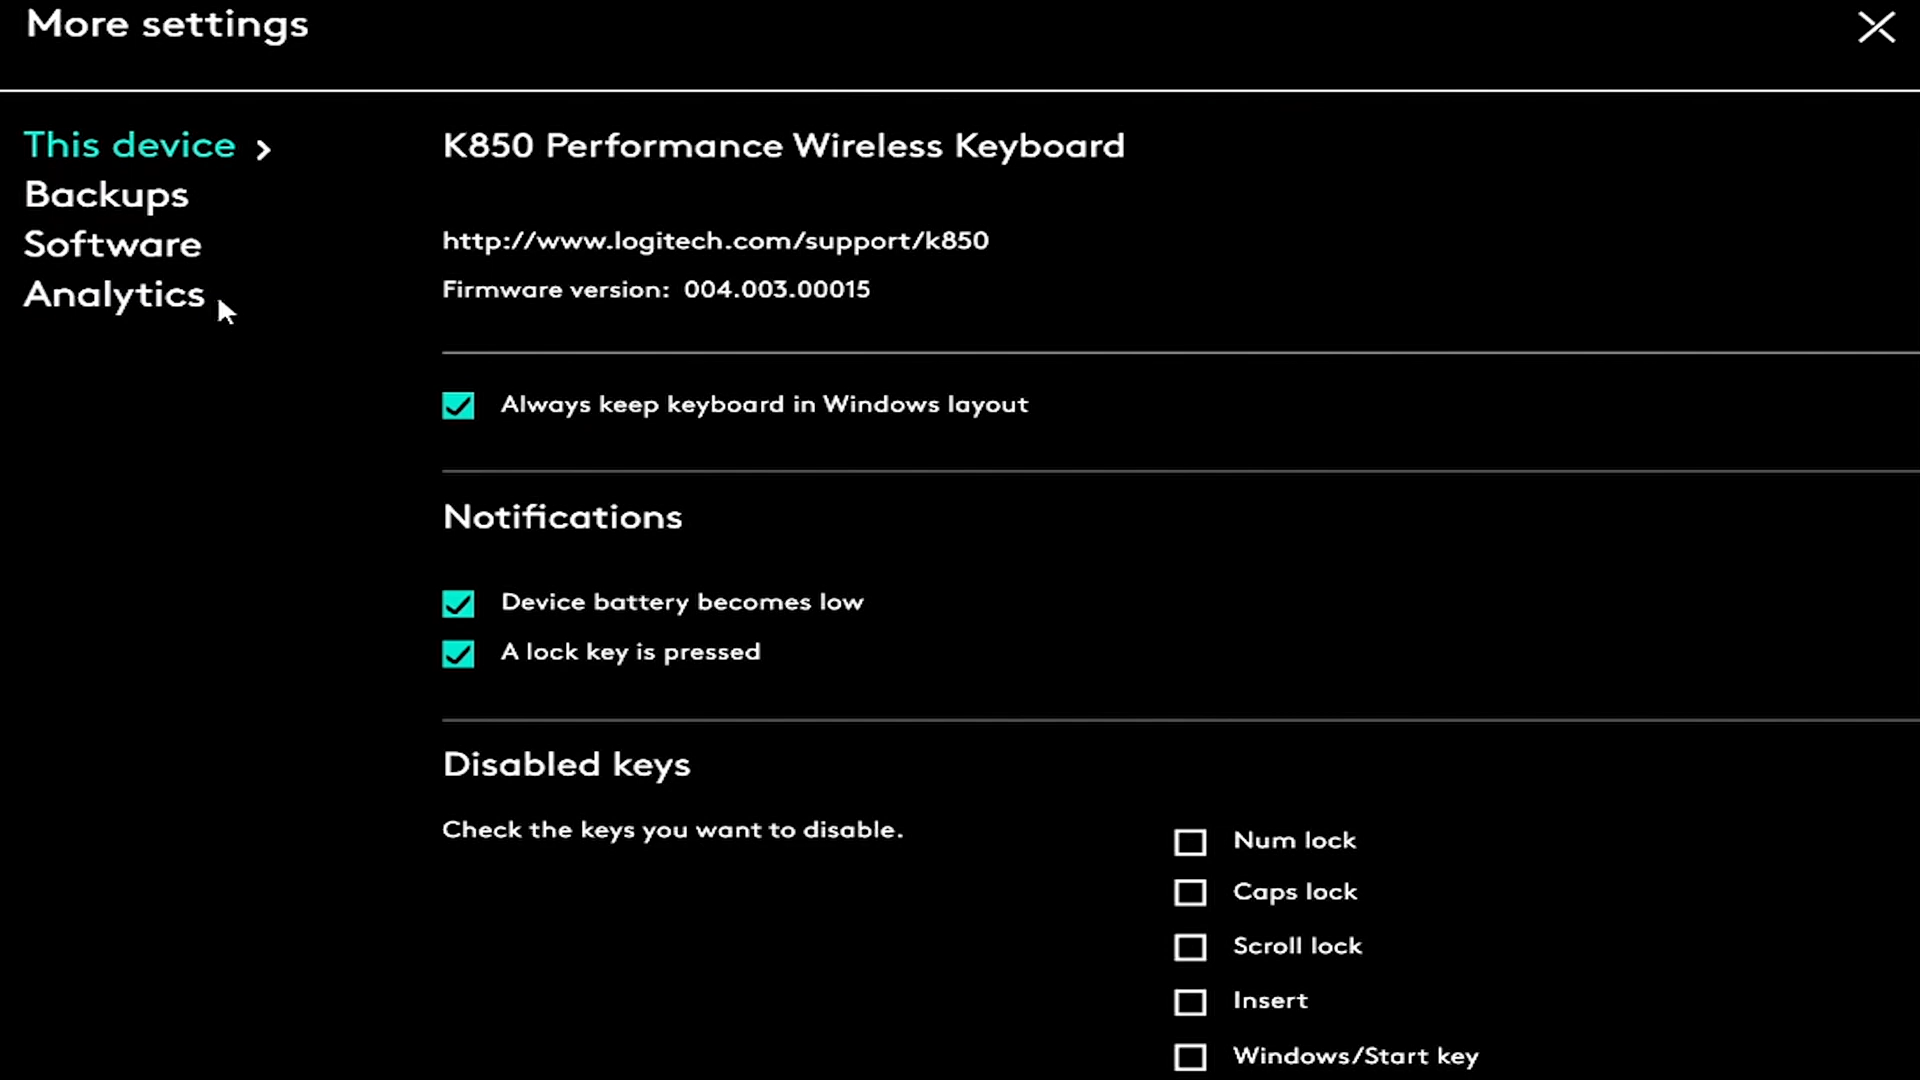 More settings
This device
Backups
Software
Analytics
K850 Performance Wireless Keyboard
http://www.logitech.com/support/k850
Firmware version: 004.003.00015
Always keep keyboard in Windows layout
Notifications
Device battery becomes low
A lock key is pressed
Disabled keys
Check the keys you want to disable.
Num lock
Caps lock
Scroll lock
Insert
Windows/Start key